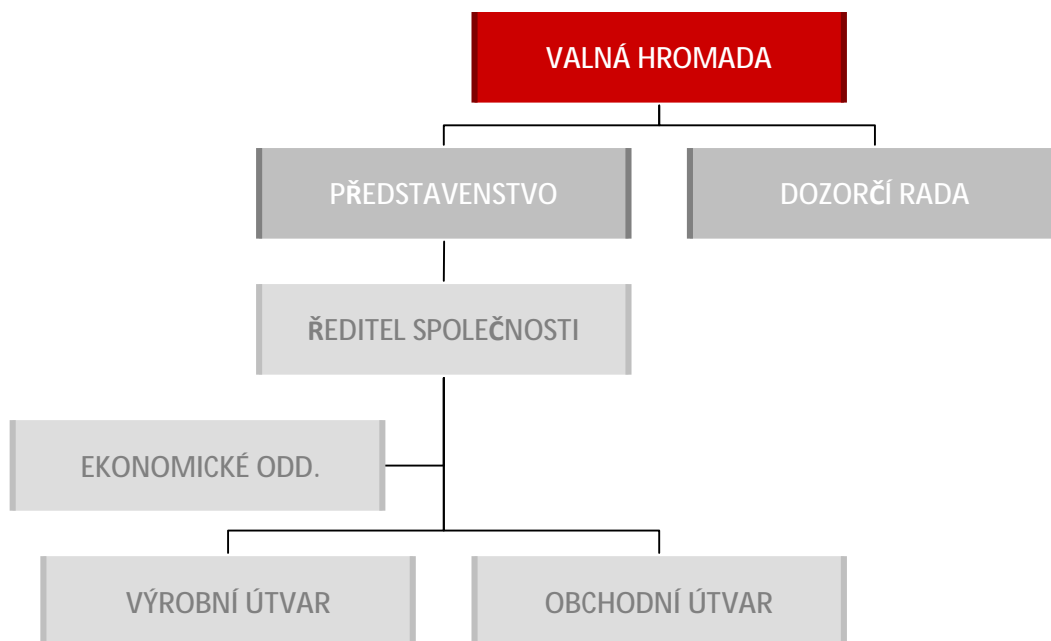 VALNÁ HROMADA
PŘEDSTAVENSTVO
DOZORČÍ RADA
ŘEDITEL SPOLEČNOSTI
EKONOMICKÉ ODD.
VÝROBNÍ ÚTVAR
OBCHODNÍ ÚTVAR